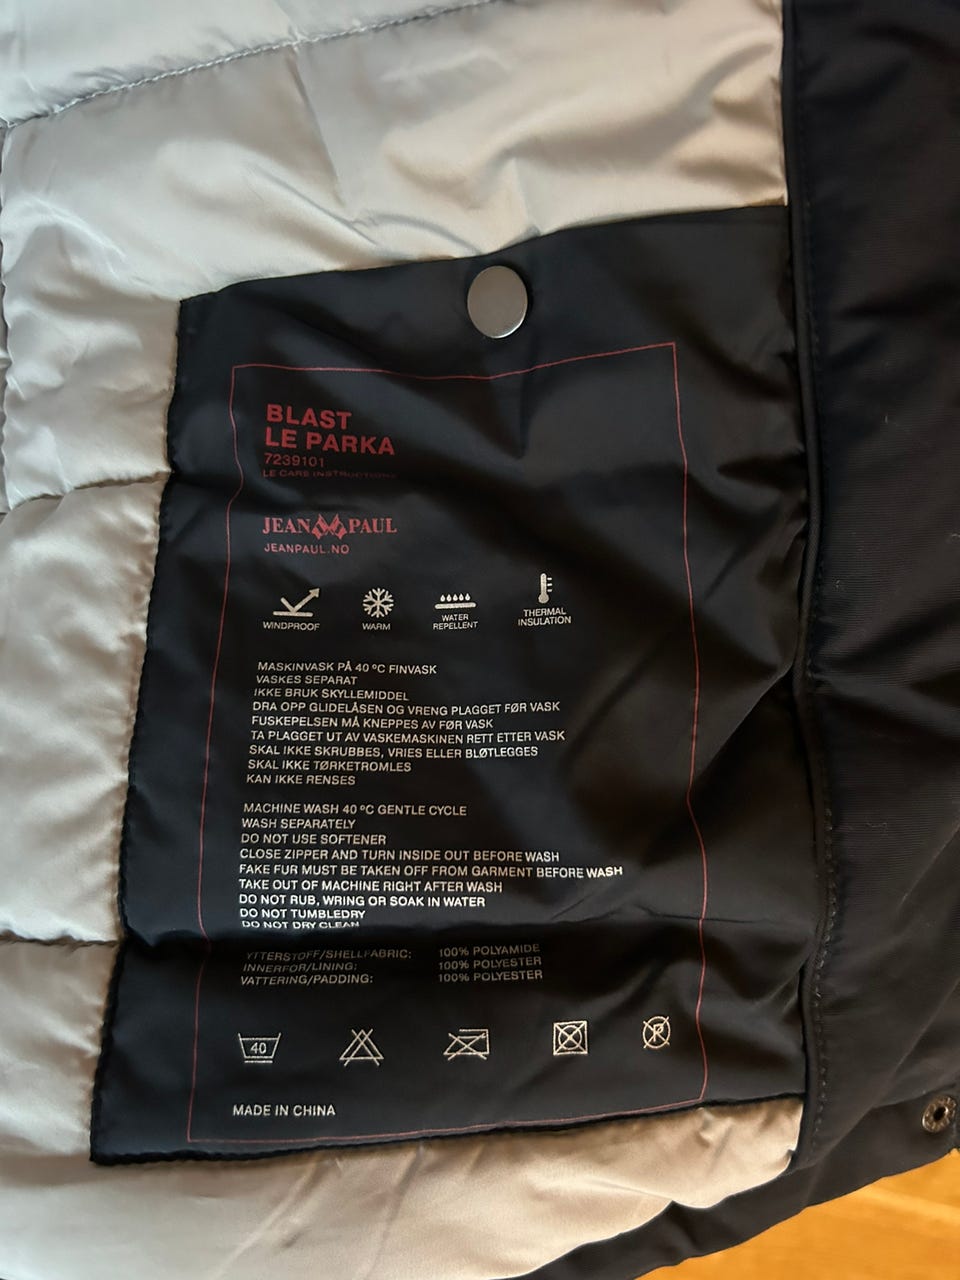 BLAST
LE PARKA
7239101
LE CARE INSTRUCTIONS
JEAN PAUL
JEANPAUL.NO
WINDPROOF
WARM
WATER
REPELLENT
THERMAL
INSULATION
MASKINVASK PÅ 40 ºC FINVASK
VASKES SEPARAT
IKKE BRUK SKYLLEMIDDEL
DRA OPP GLIDELÅSEN OG VRENG PLAGGET FØR VASK
FUSKEPELSEN MÅ KNEPPES AV FØR VASK
TA PLAGGET UT AV VASKEMASKINEN RETT ETTER VASK
SKAL IKKE SKRUBBES, VRIES ELLER BLØTLEGGES
SKAL IKKE TØRKETROMLES
KAN IKKE RENSES
MACHINE WASH 40 ºC GENTLE CYCLE
WASH SEPARATELY
DO NOT USE SOFTENER
CLOSE ZIPPER AND TURN INSIDE OUT BEFORE WASH
FAKE FUR MUST BE TAKEN OFF FROM GARMENT BEFORE WASH
TAKE OUT OF MACHINE RIGHT AFTER WASH
DO NOT RUB, WRING OR SOAK IN WATER
DO NOT TUMBLEDRY
DO NOT DRY CLEAN
YTTERSTOFF/SHELLFABRIC: 100% POLYAMIDE
INNERFOR/LINING: 100% POLYESTER
VATTERING/PADDING: 100% POLYESTER
40 P
MADE IN CHINA